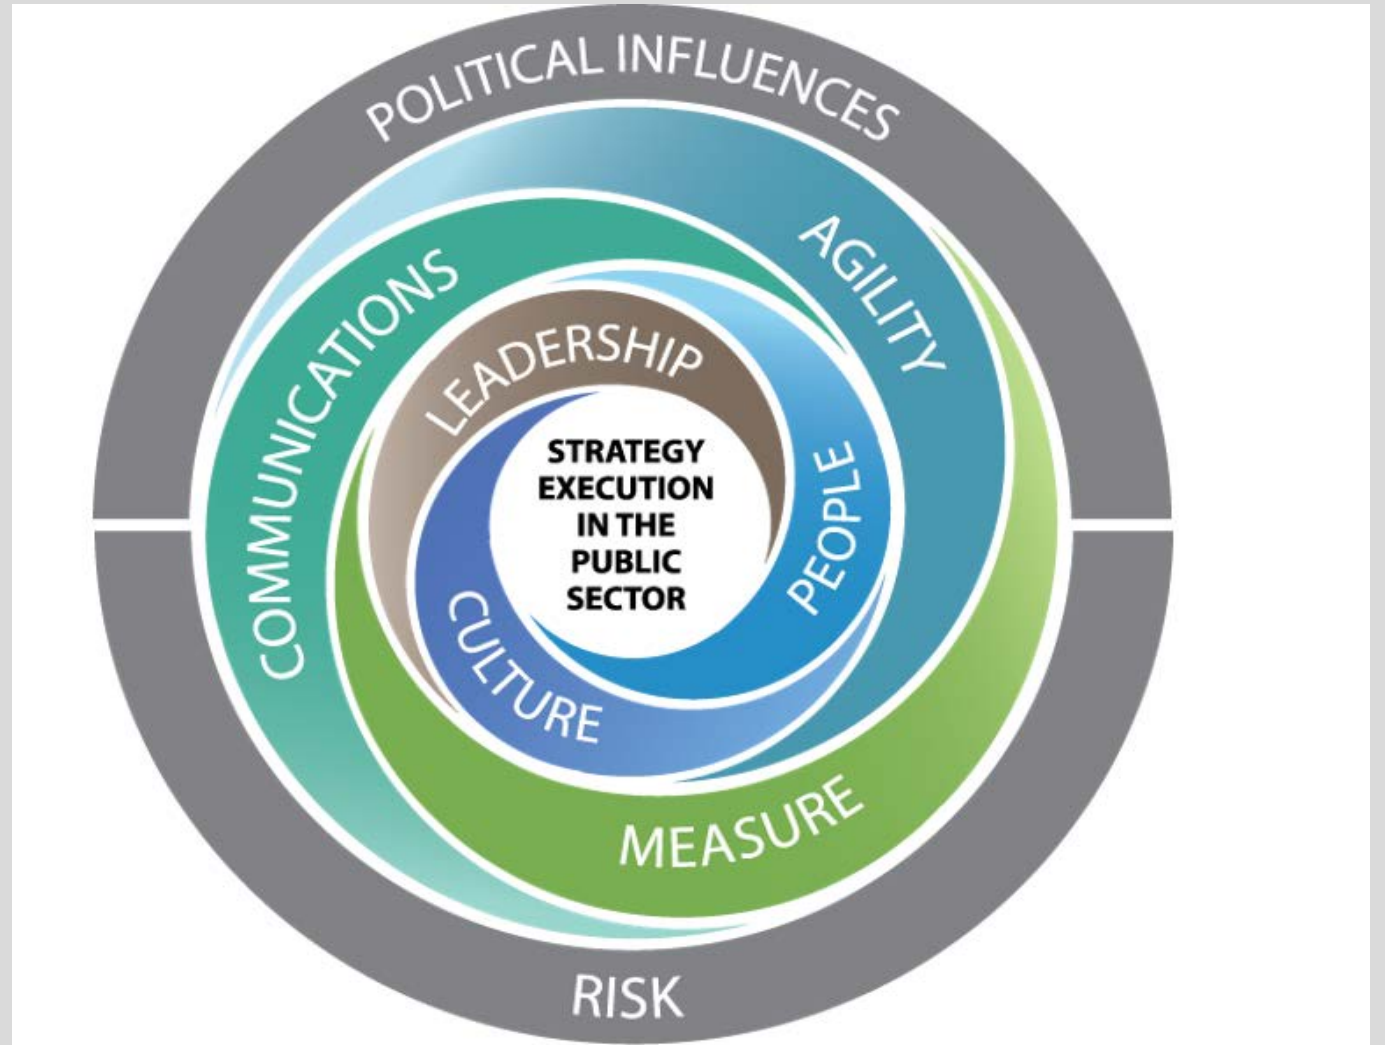 POLITICAL INFLUENCES
AGILITY
COMMUNICATIONS
LEADERSHIP
STRATEGY
EXECUTION
IN THE
PUBLIC
SECTOR
PEOPLE
CULTURE
MEASURE
RISK